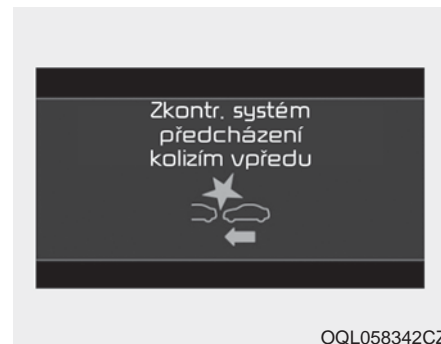 Zkontr. systém
předcházení
kolizím vpředu
OQL058342CZ